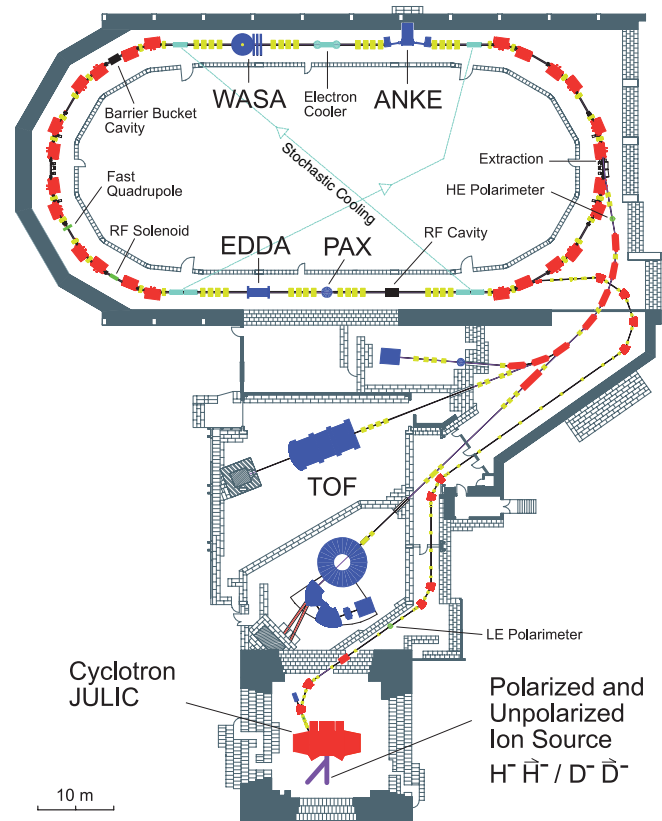 WASA
Electron
Cooler
ANKE
Barrier Bucket
Cavity
Stochastic Cooling
Extraction
Fast
Quadrupole
HE Polarimeter
RF Solenoid
EDDA
PAX
RF Cavity
TOF
LE Polarimeter
Cyclotron
JULIC
Polarized and
Unpolarized
Ion Source
H⁻ H⃗⁻ / D⁻ D⃗⁻
10 m